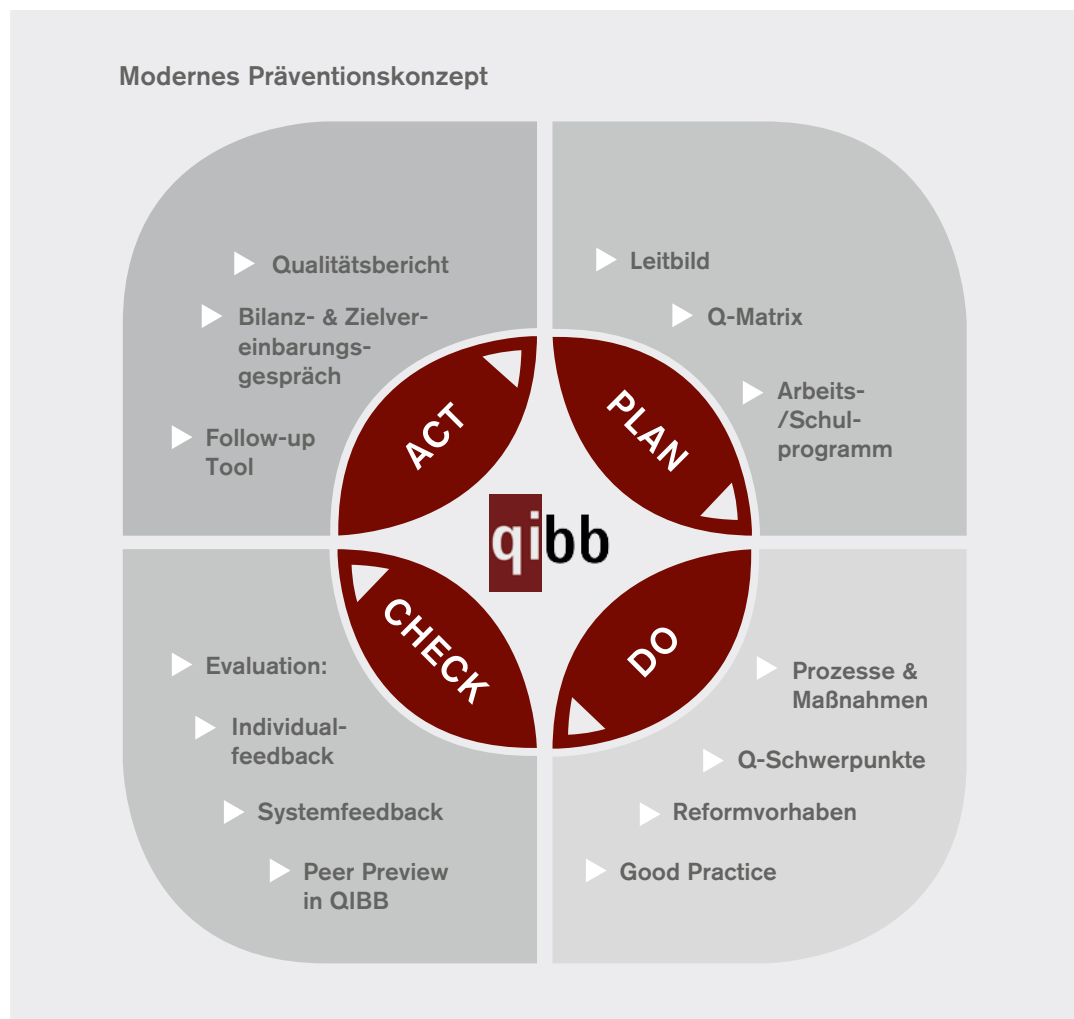 Modernes Präventionskonzept
Qualitätsbericht
Bilanz- & Zielver-
einbarungs-
gespräch
Follow-up
Tool
ACT
Leitbild
Q-Matrix
Arbeits-
/Schul-
programm
PLAN
qibb
CHECK
Evaluation:
Individual-
feedback
Systemfeedback
Peer Preview
in QIBB
DO
Prozesse &
Maßnahmen
Q-Schwerpunkte
Reformvorhaben
Good Practice